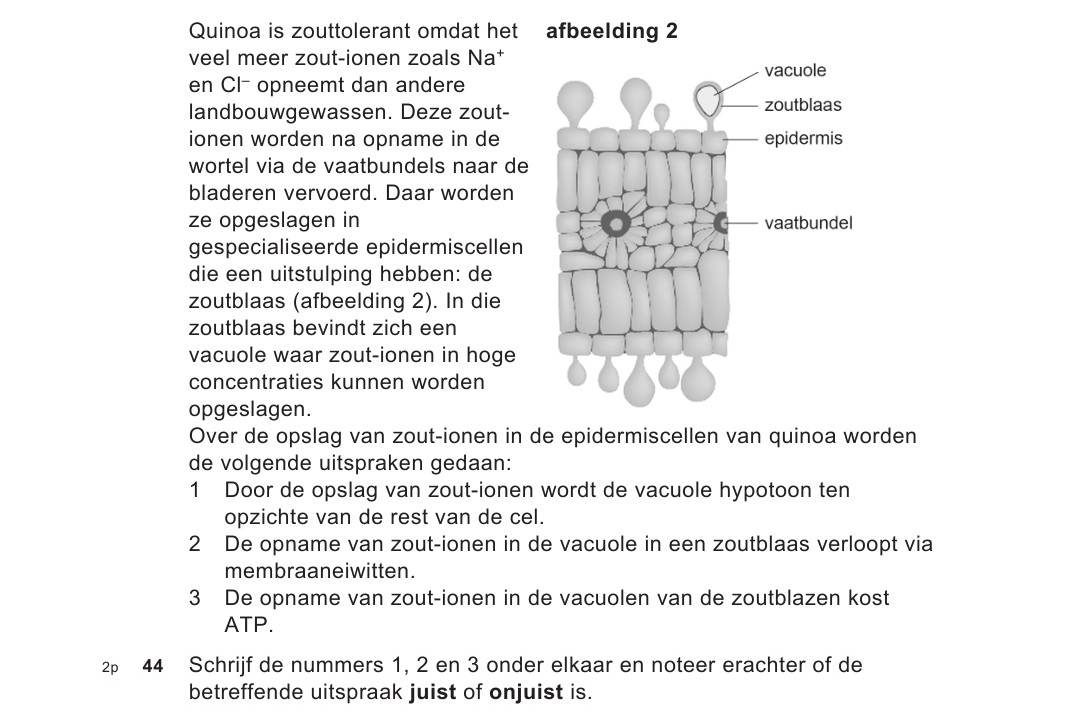 Quinoa is zouttolerant omdat het
veel meer zout-ionen zoals Na⁺
en Cl⁻ opneemt dan andere
landbouwgewassen. Deze zout-
ionen worden na opname in de
wortel via de vaatbundels naar de
bladeren vervoerd. Daar worden
ze opgeslagen in
gespecialiseerde epidermiscellen
die een uitstulping hebben: de
zoutblaas (afbeelding 2). In die
zoutblaas bevindt zich een
vacuole waar zout-ionen in hoge
concentraties kunnen worden
opgeslagen.
afbeelding 2
vacuole
zoutblaas
epidermis
vaatbundel
Over de opslag van zout-ionen in de epidermiscellen van quinoa worden
de volgende uitspraken gedaan:
1 Door de opslag van zout-ionen wordt de vacuole hypotoon ten
opzichte van de rest van de cel.
2 De opname van zout-ionen in de vacuole in een zoutblaas verloopt via
membraaneiwitten.
3 De opname van zout-ionen in de vacuolen van de zoutblazen kost
ATP.
2p 44 Schrijf de nummers 1, 2 en 3 onder elkaar en noteer erachter of de
betreffende uitspraak juist of onjuist is.